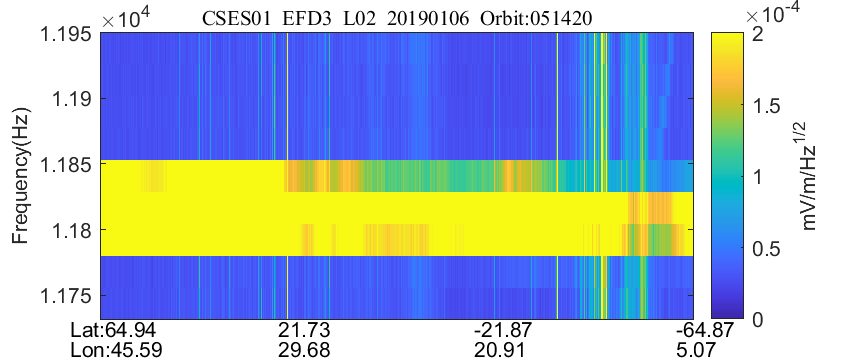 ×10^4 CSES01 EFD3 L02 20190106 Orbit:051420 ×10^-4
1.195
1.19
1.185
1.18
1.175
Frequency(Hz)
2
1.5
1
0.5
0
mV/m/Hz^1/2
Lat:64.94 21.73 -21.87 -64.87
Lon:45.59 29.68 20.91 5.07